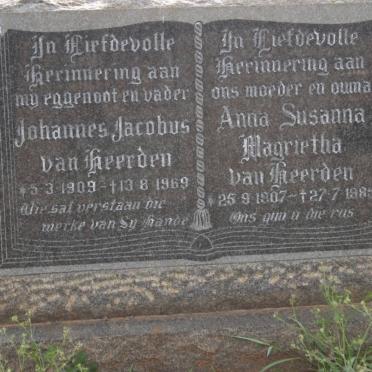 In Liefdevolle
Herinnering aan
my eggenoot en vader
Johannes Jacobus
van Heerden
*5·3·1909·†13·8·1969
Wie sal verstaan die
werke van Sy Hande
In Liefdevolle
Herinnering aan
ons moeder en ouma
Anna Susanna
Magrietha
van Heerden
*25·9·1907·†27·7·198
Ons gun u die rus